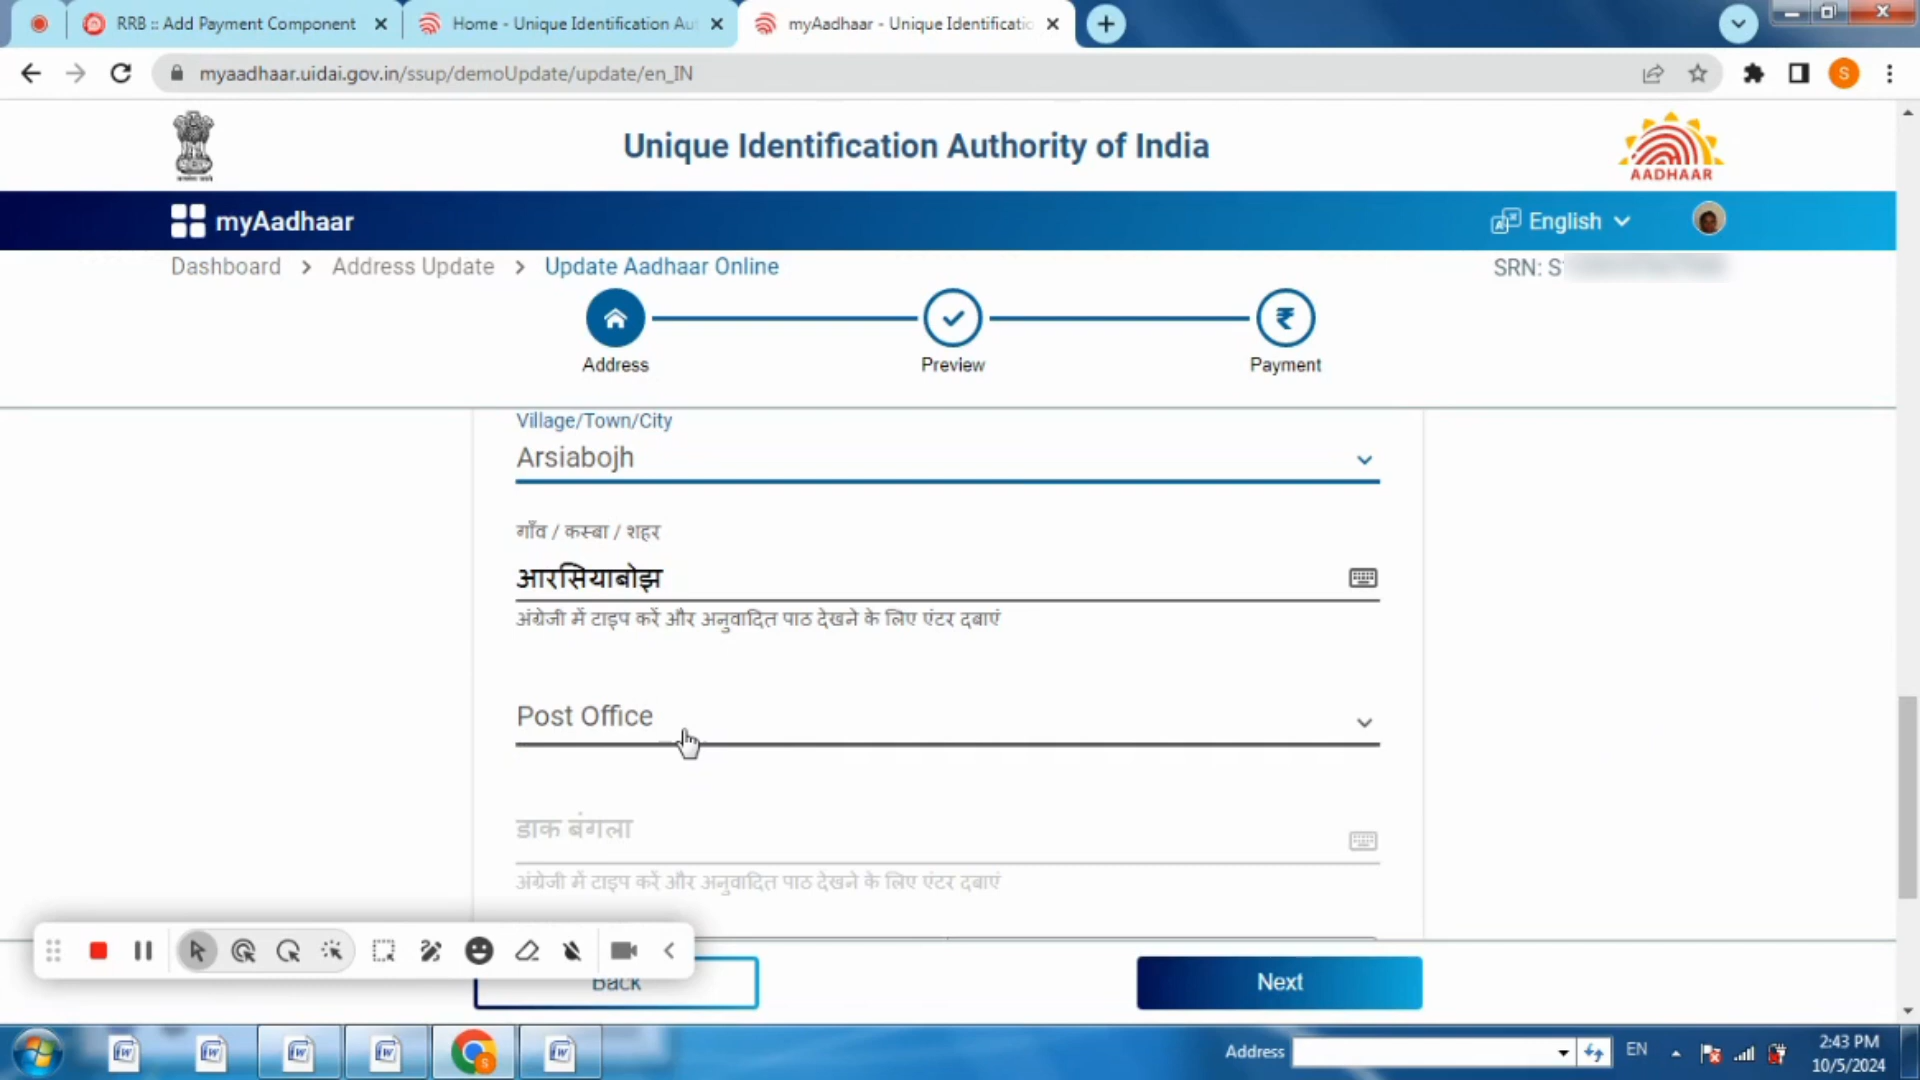 RRB :: Add Payment Component
Home - Unique Identification Au
myAadhaar - Unique Identificatio
myaadhaar.uidai.gov.in/ssup/demoUpdate/update/en_IN
S
Unique Identification Authority of India
AADHAAR
myAadhaar
English
Dashboard > Address Update > Update Aadhaar Online
SRN: S
₹
Address
Preview
Payment
Village/Town/City
Arsiabojh
गाँव / कस्बा / शहर
आरसियाबोझ
अंग्रेजी में टाइप करें और अनुवादित पाठ देखने के लिए एंटर दबाएं
Post Office
डाक बंगला
अंग्रेजी में टाइप करें और अनुवादित पाठ देखने के लिए एंटर दबाएं
Back
Next
Address
EN
2:43 PM
10/5/2024